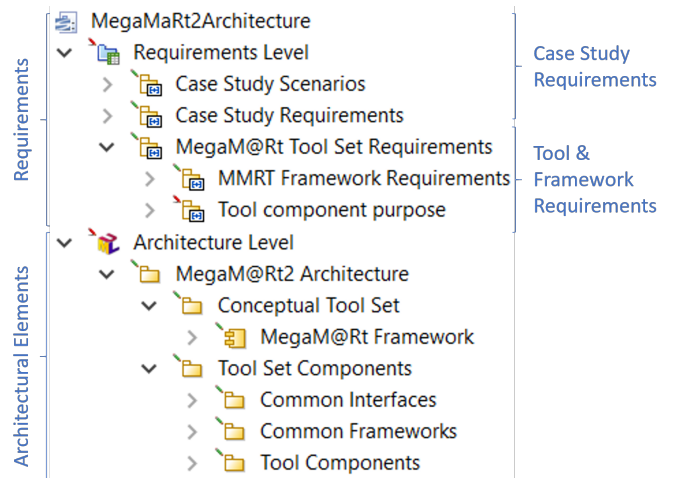 MegaMaRt2Architecture
Requirements Level
Case Study Scenarios
Case Study Requirements
MegaM@Rt Tool Set Requirements
MMRT Framework Requirements
Tool component purpose
Architecture Level
MegaM@Rt2 Architecture
Conceptual Tool Set
MegaM@Rt Framework
Tool Set Components
Common Interfaces
Common Frameworks
Tool Components
Requirements
Architectural Elements
Case Study
Requirements
Tool &
Framework
Requirements